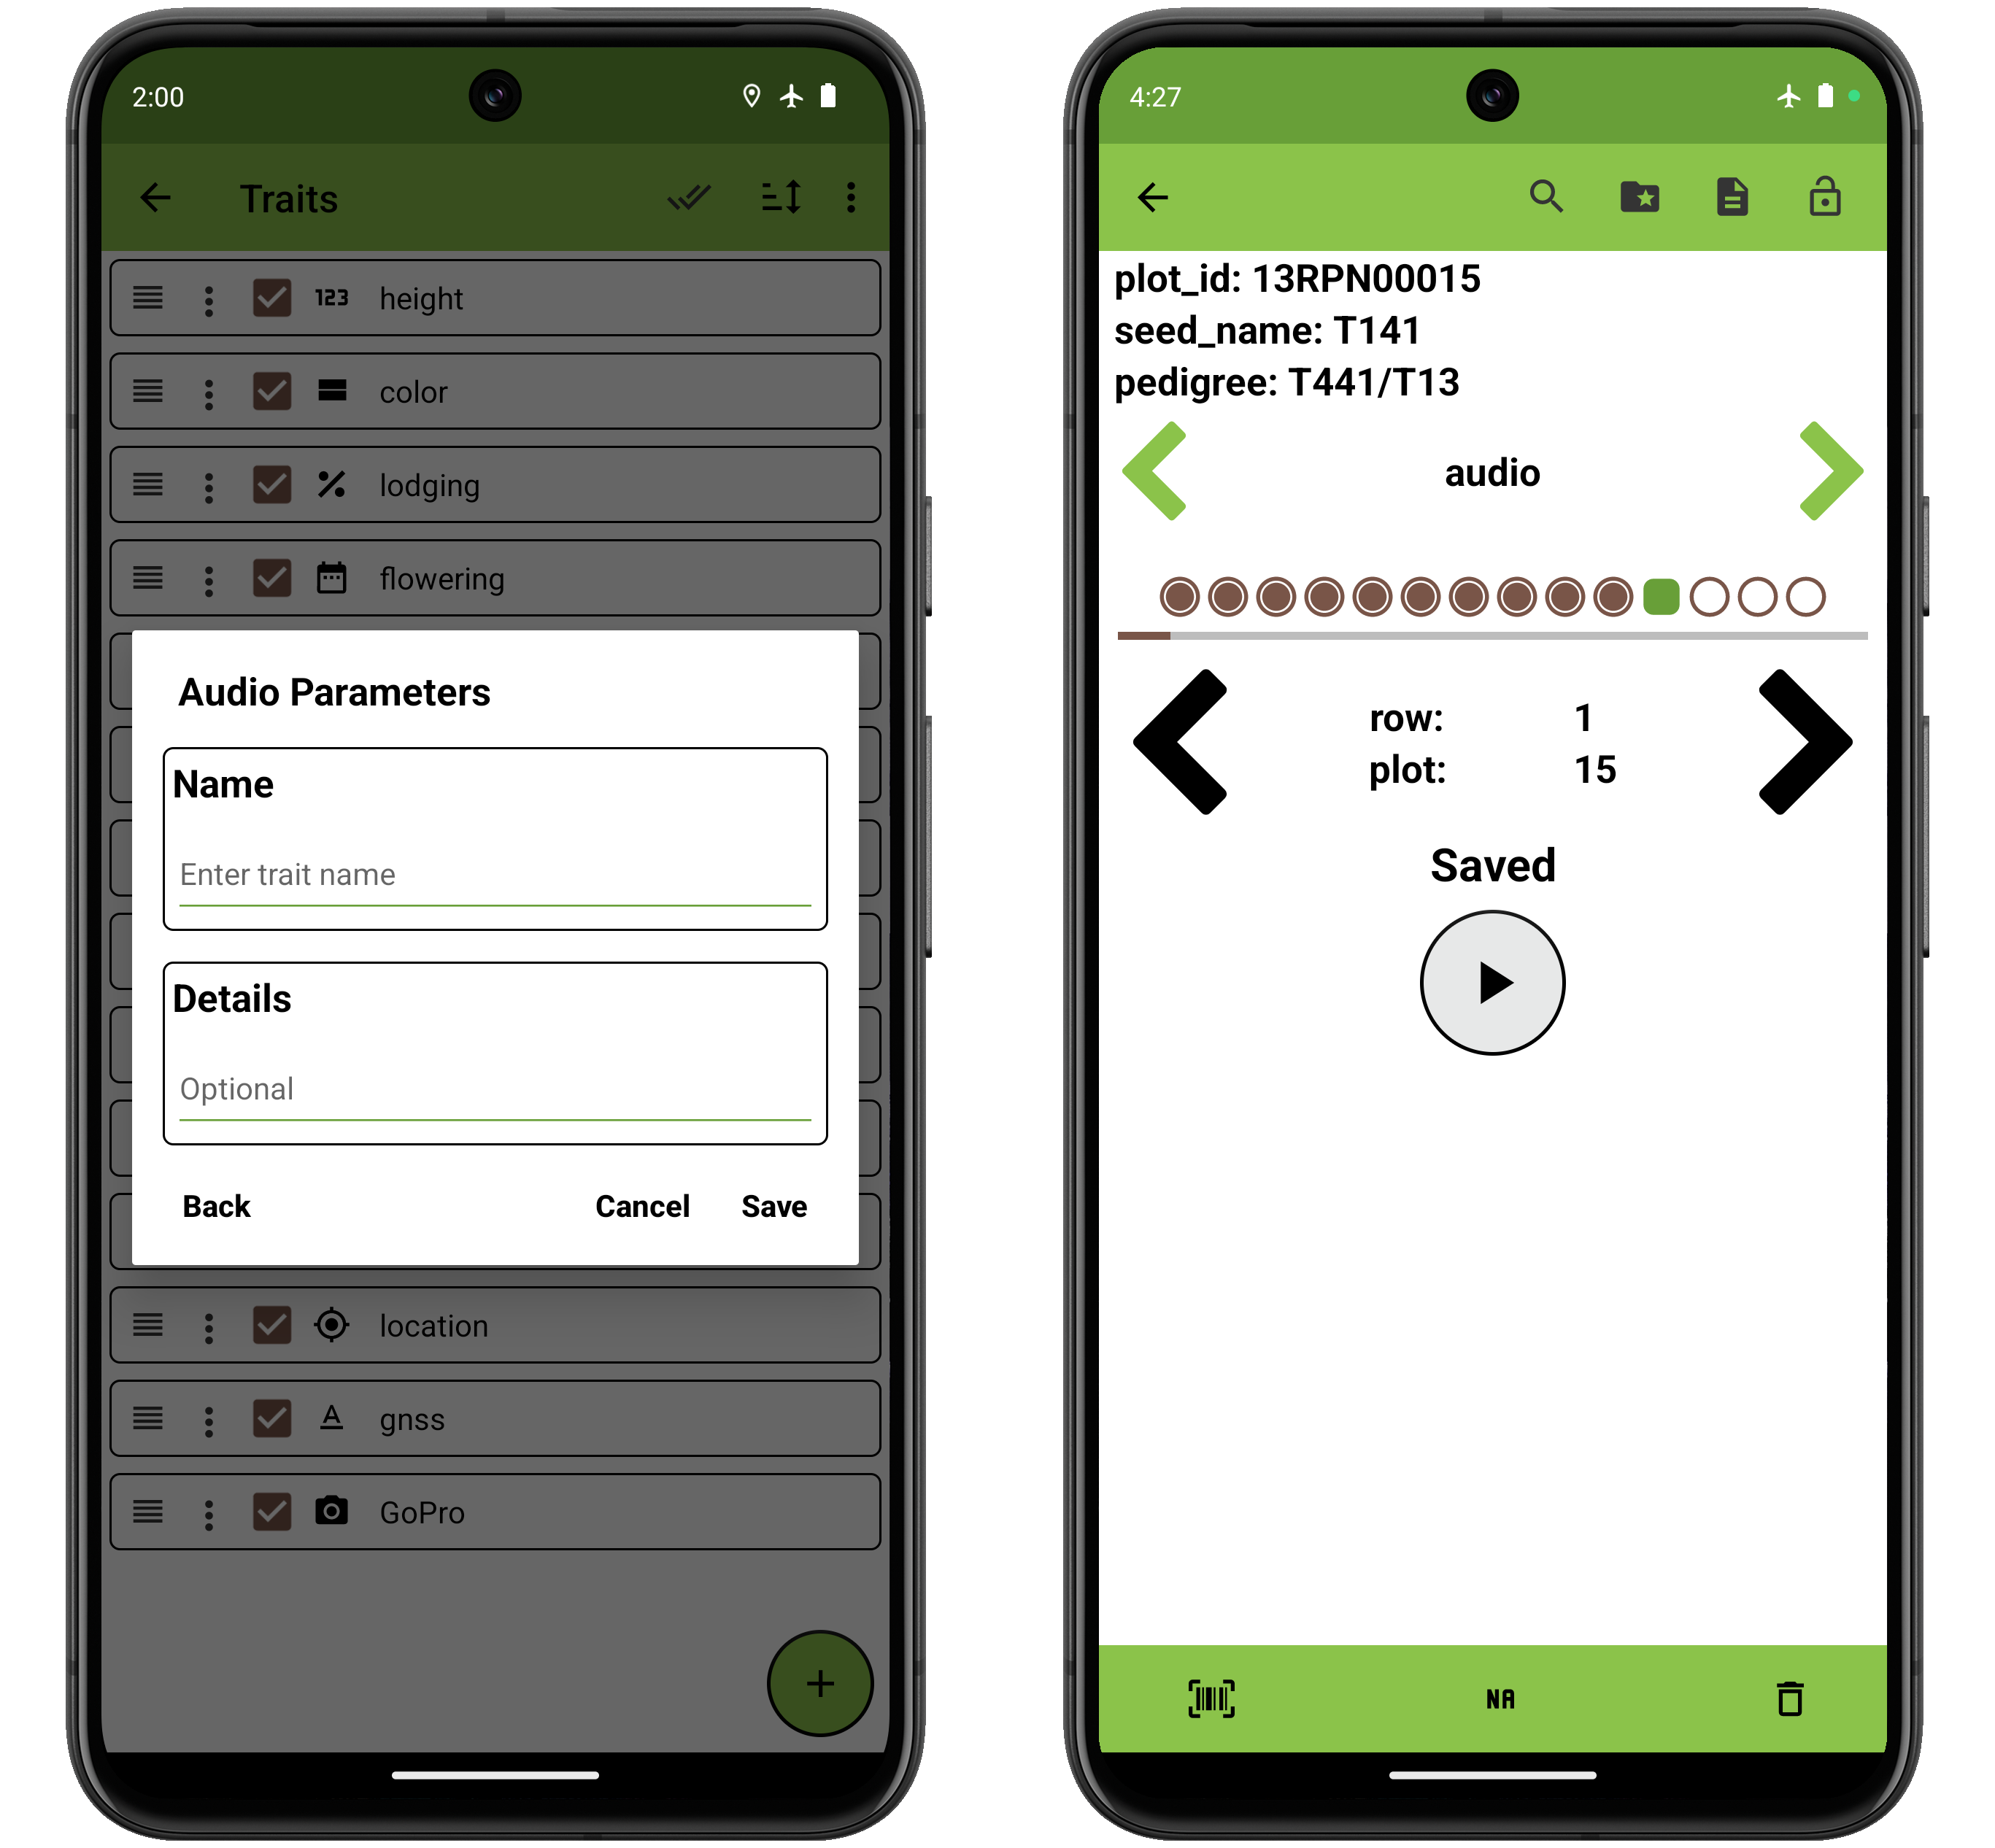 2:00
Traits
123 height
color
lodging
flowering
Audio Parameters
Name
Enter trait name
Details
Optional
Back Cancel Save
location
A gnss
GoPro
4:27
plot_id: 13RPN00015
seed_name: T141
pedigree: T441/T13
audio
row: 1
plot: 15
Saved
NA